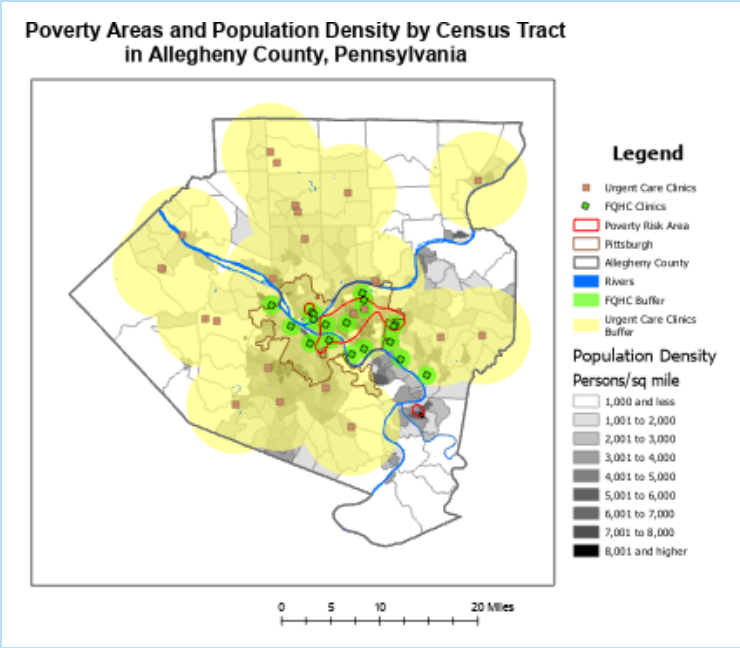 Poverty Areas and Population Density by Census Tract
in Allegheny County, Pennsylvania
Legend
Urgent Care Clinics
FQHC Clinics
Poverty Risk Area
Pittsburgh
Allegheny County
Rivers
FQHC Buffer
Urgent Care Clinics
Buffer
Population Density
Persons/sq mile
1,000 and less
1,001 to 2,000
2,001 to 3,000
3,001 to 4,000
4,001 to 5,000
5,001 to 6,000
6,001 to 7,000
7,001 to 8,000
8,001 and higher
0 5 10 20 Miles